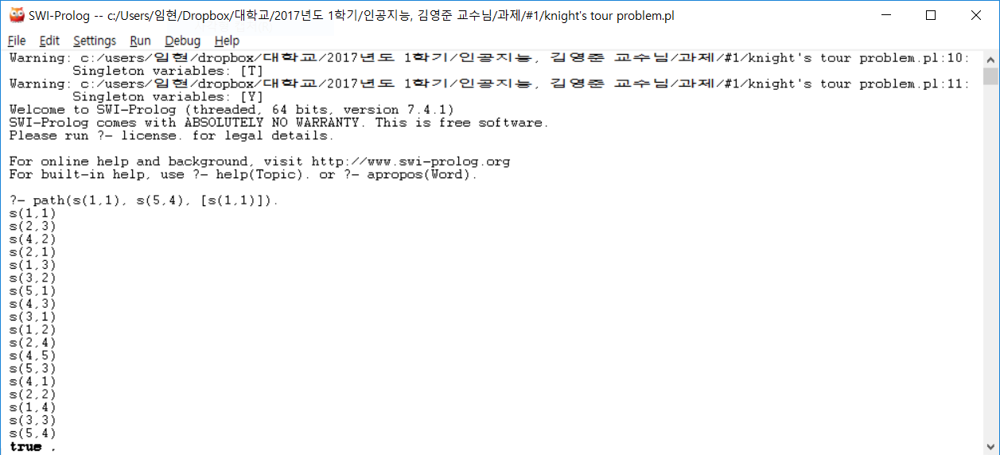 SWI-Prolog -- c:/Users/임현/Dropbox/대학교/2017년도 1학기/인공지능, 김영준 교수님/과제/#1/knight's tour problem.pl
File Edit Settings Run Debug Help
Warning: c:/users/임현/dropbox/대학교/2017년도 1학기/인공지능, 김영준 교수님/과제/#1/knight's tour problem.pl:10:
Singleton variables: [T]
Warning: c:/users/임현/dropbox/대학교/2017년도 1학기/인공지능, 김영준 교수님/과제/#1/knight's tour problem.pl:11:
Singleton variables: [Y]
Welcome to SWI-Prolog (threaded, 64 bits, version 7.4.1)
SWI-Prolog comes with ABSOLUTELY NO WARRANTY. This is free software.
Please run ?- license. for legal details.
For online help and background, visit http://www.swi-prolog.org
For built-in help, use ?- help(Topic). or ?- apropos(Word).
?- path(s(1,1), s(5,4), [s(1,1)]).
s(1,1)
s(2,3)
s(4,2)
s(2,1)
s(1,3)
s(3,2)
s(5,1)
s(4,3)
s(3,1)
s(1,2)
s(2,4)
s(4,5)
s(5,3)
s(4,1)
s(2,2)
s(1,4)
s(3,3)
s(5,4)
true .